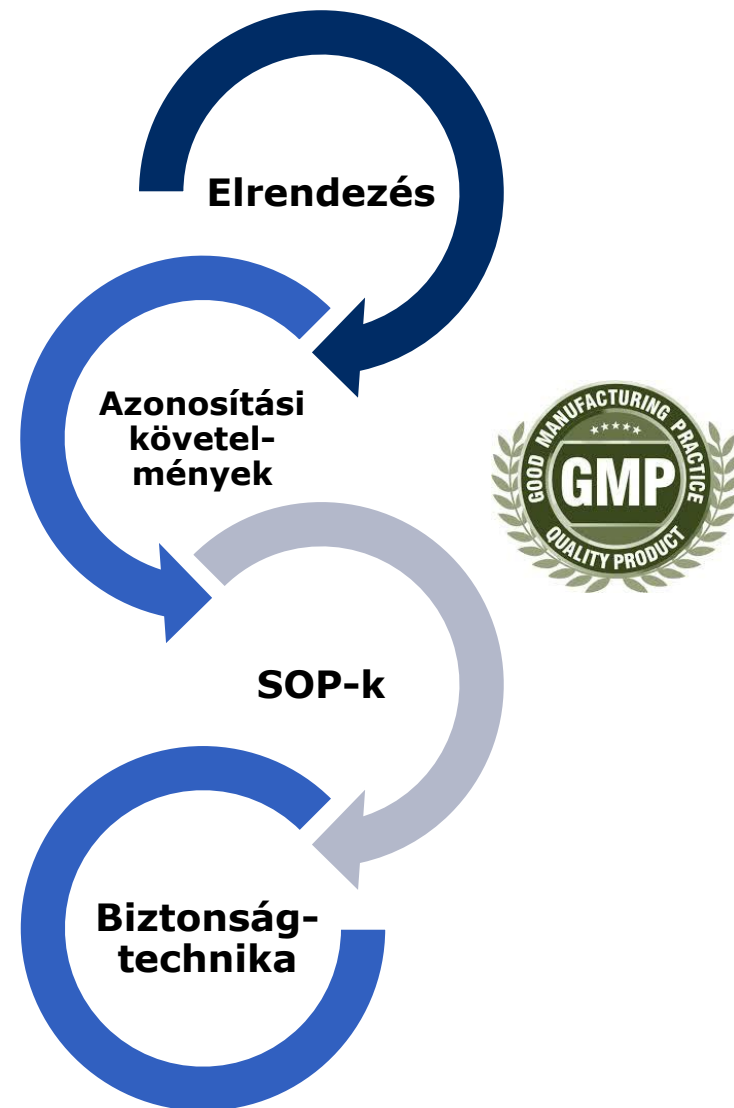 Elrendezés
Azonosítási
követel-
mények
GOOD MANUFACTURING PRACTICE
GMP
QUALITY PRODUCT
SOP-k
Biztonság-
technika